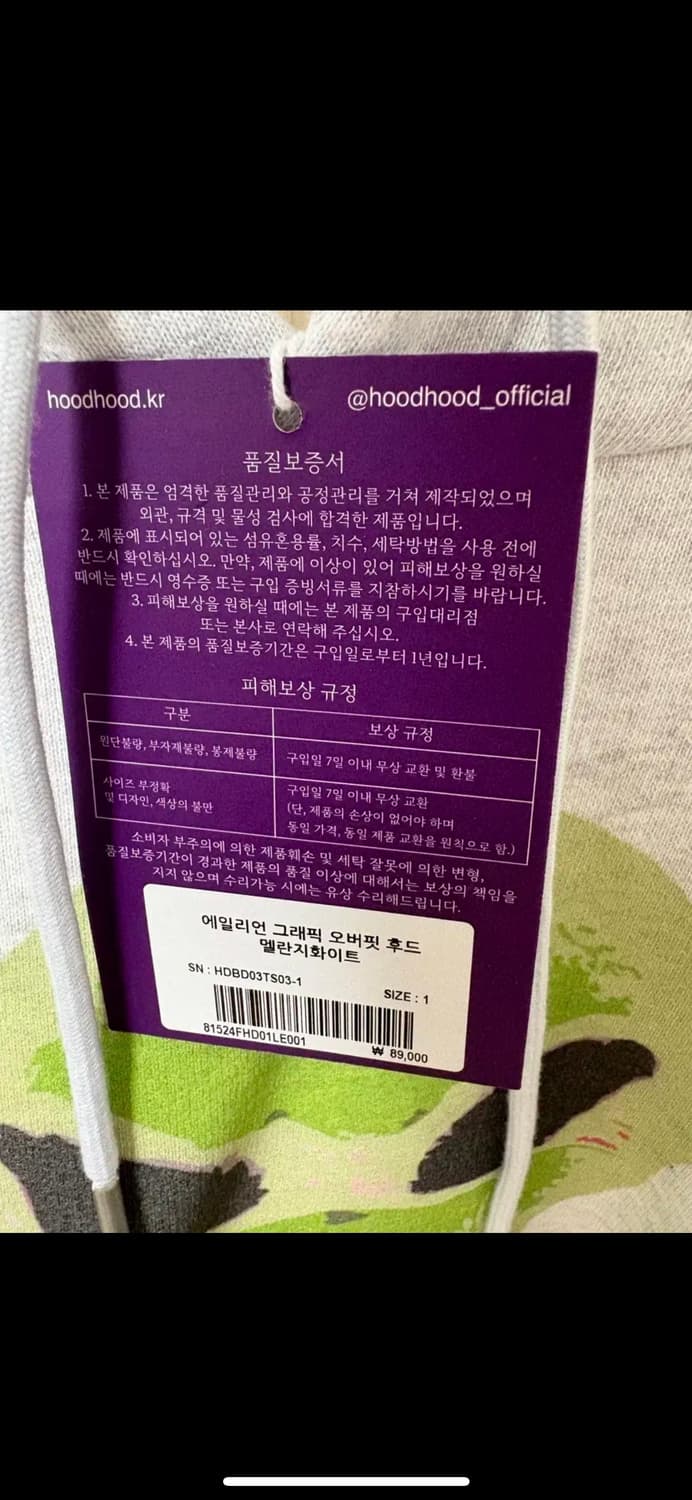 hoodhood.kr
@hoodhood_official
품질보증서
1. 본 제품은 엄격한 품질관리와 공정관리를 거쳐 제작되었으며
외관, 규격 및 물성 검사에 합격한 제품입니다.
2. 제품에 표시되어 있는 섬유혼용률, 치수, 세탁방법을 사용 전에
반드시 확인하십시오. 만약, 제품에 이상이 있어 피해보상을 원하실
때에는 반드시 영수증 또는 구입 증빙서류를 지참하시기를 바랍니다.
3. 피해보상을 원하실 때에는 본 제품의 구입대리점
또는 본사로 연락해 주십시오.
4. 본 제품의 품질보증기간은 구입일로부터 1년입니다.
피해보상 규정
구분
보상 규정
원단불량, 부자재불량, 봉제불량
구입일 7일 이내 무상 교환 및 환불
사이즈 부정확
및 디자인, 색상의 불만
구입일 7일 이내 무상 교환
(단, 제품의 손상이 없어야 하며
동일 가격, 동일 제품 교환을 원칙으로 함.)
소비자 부주의에 의한 제품훼손 및 세탁 잘못에 의한 변형,
품질보증기간이 경과한 제품의 품질 이상에 대해서는 보상의 책임을
지지 않으며 수리가능 시에는 유상 수리해드립니다.
에일리언 그래픽 오버핏 후드
멜란지화이트
SN : HDBD03TS03-1
SIZE : 1
81524FHD01LE001
₩ 89,000